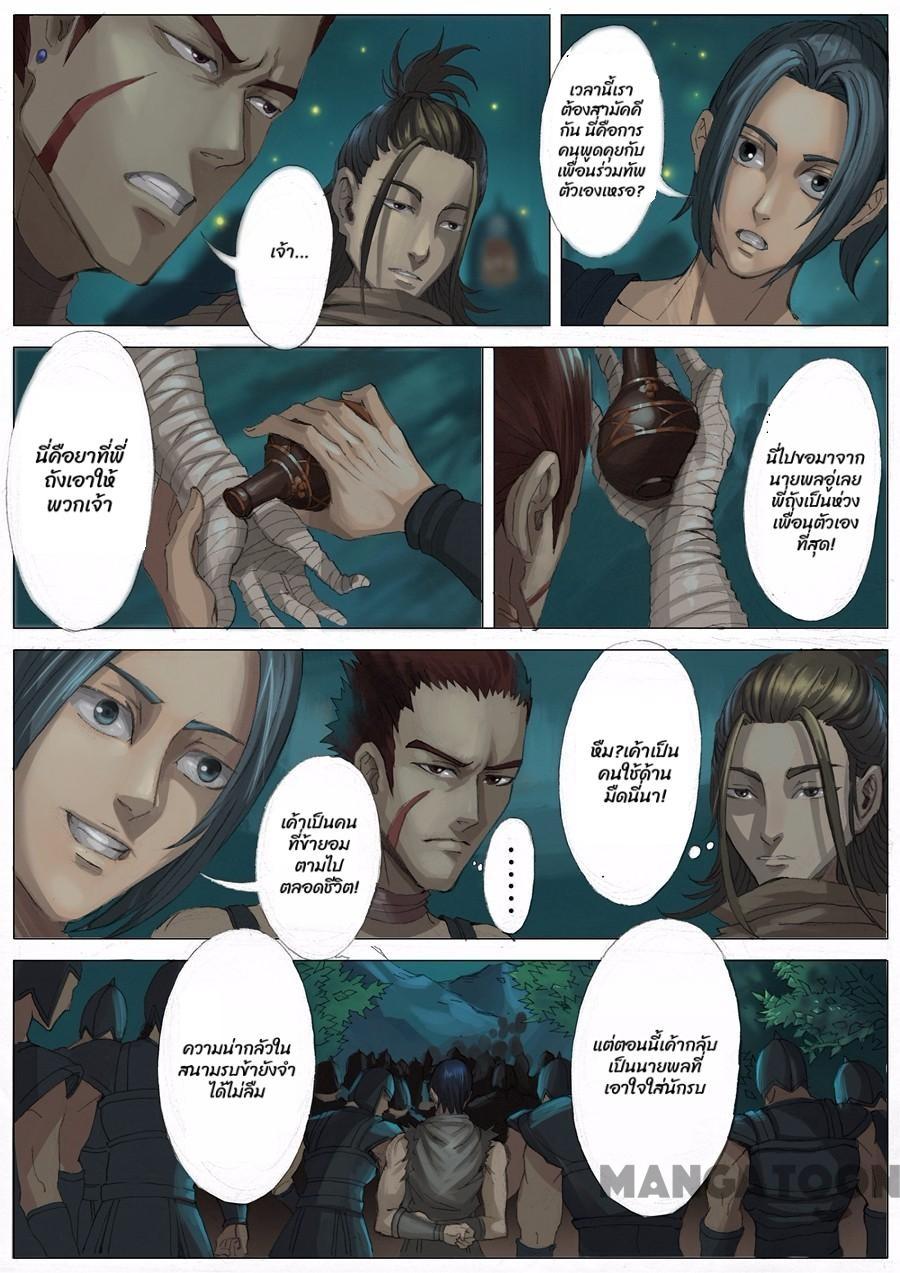 เจ้า...
เวลานี้เรา
ต้องสามัคคี
กัน นี่คือการ
คนพูดคุยกับ
เพื่อนร่วมทัพ
ตัวเองเหรอ?
นี่คือยาที่พี่
ถังเอาให้
พวกเจ้า
นี่ไปขอมาจาก
นายพลอู่เลย
พี่ถังเป็นห่วง
เพื่อนตัวเอง
ที่สุด!
เค้าเป็นคน
ที่ข้ายอม
ตามไป
ตลอดชีวิต!
......
หืม?เค้าเป็น
คนใช้ด้าน
มืดนี่นา!
ความน่ากลัวใน
สนามรบข้ายังจำ
ได้ไม่ลืม
แต่ตอนนี้เค้ากลับ
เป็นนายพลที่
เอาใจใส่นักรบ
MANGATOON